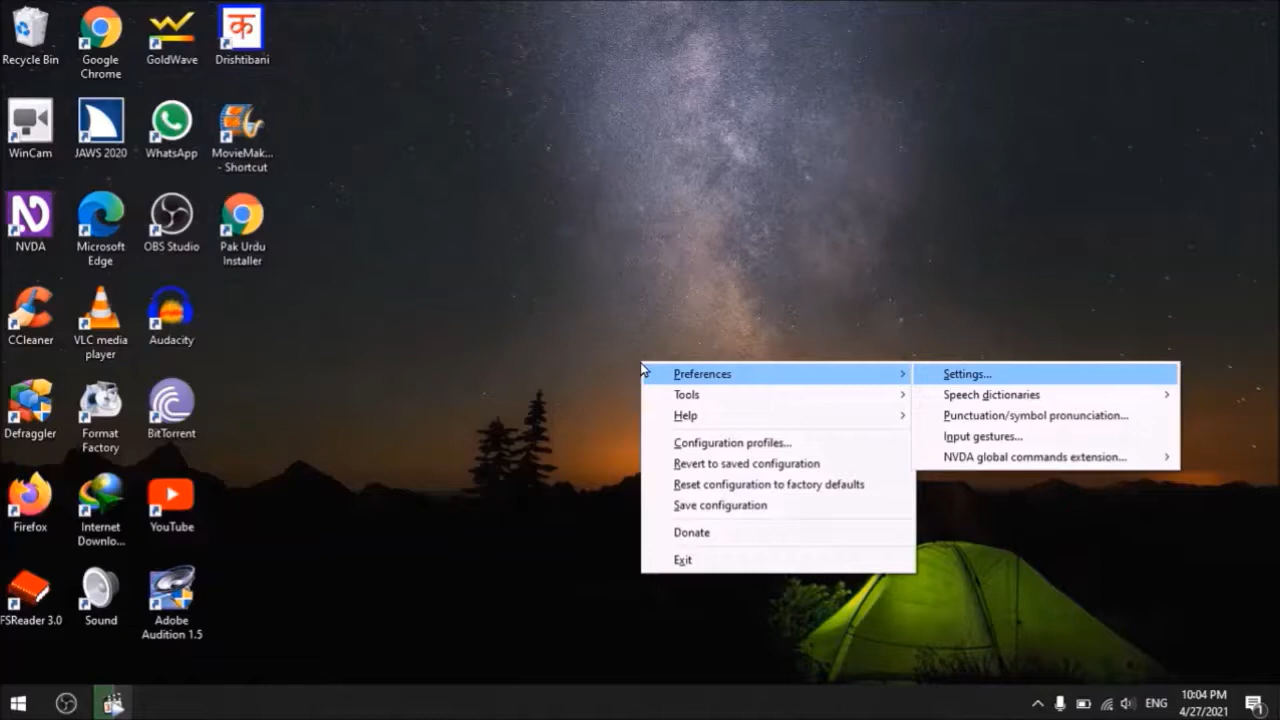 Recycle Bin
Google
Chrome
GoldWave
क
Drishtibani
WinCam
JAWS 2020
WhatsApp
MovieMak...
- Shortcut
NVDA
Microsoft
Edge
OBS Studio
Pak Urdu
Installer
CCleaner
VLC media
player
Audacity
Defraggler
Format
Factory
BitTorrent
Firefox
Internet
Downlo...
YouTube
FSReader 3.0
Sound
Adobe
Audition 1.5
Preferences
Tools
Help
Configuration profiles...
Revert to saved configuration
Reset configuration to factory defaults
Save configuration
Donate
Exit
Settings...
Speech dictionaries
Punctuation/symbol pronunciation...
Input gestures...
NVDA global commands extension...
ENG
10:04 PM
4/27/2021
1